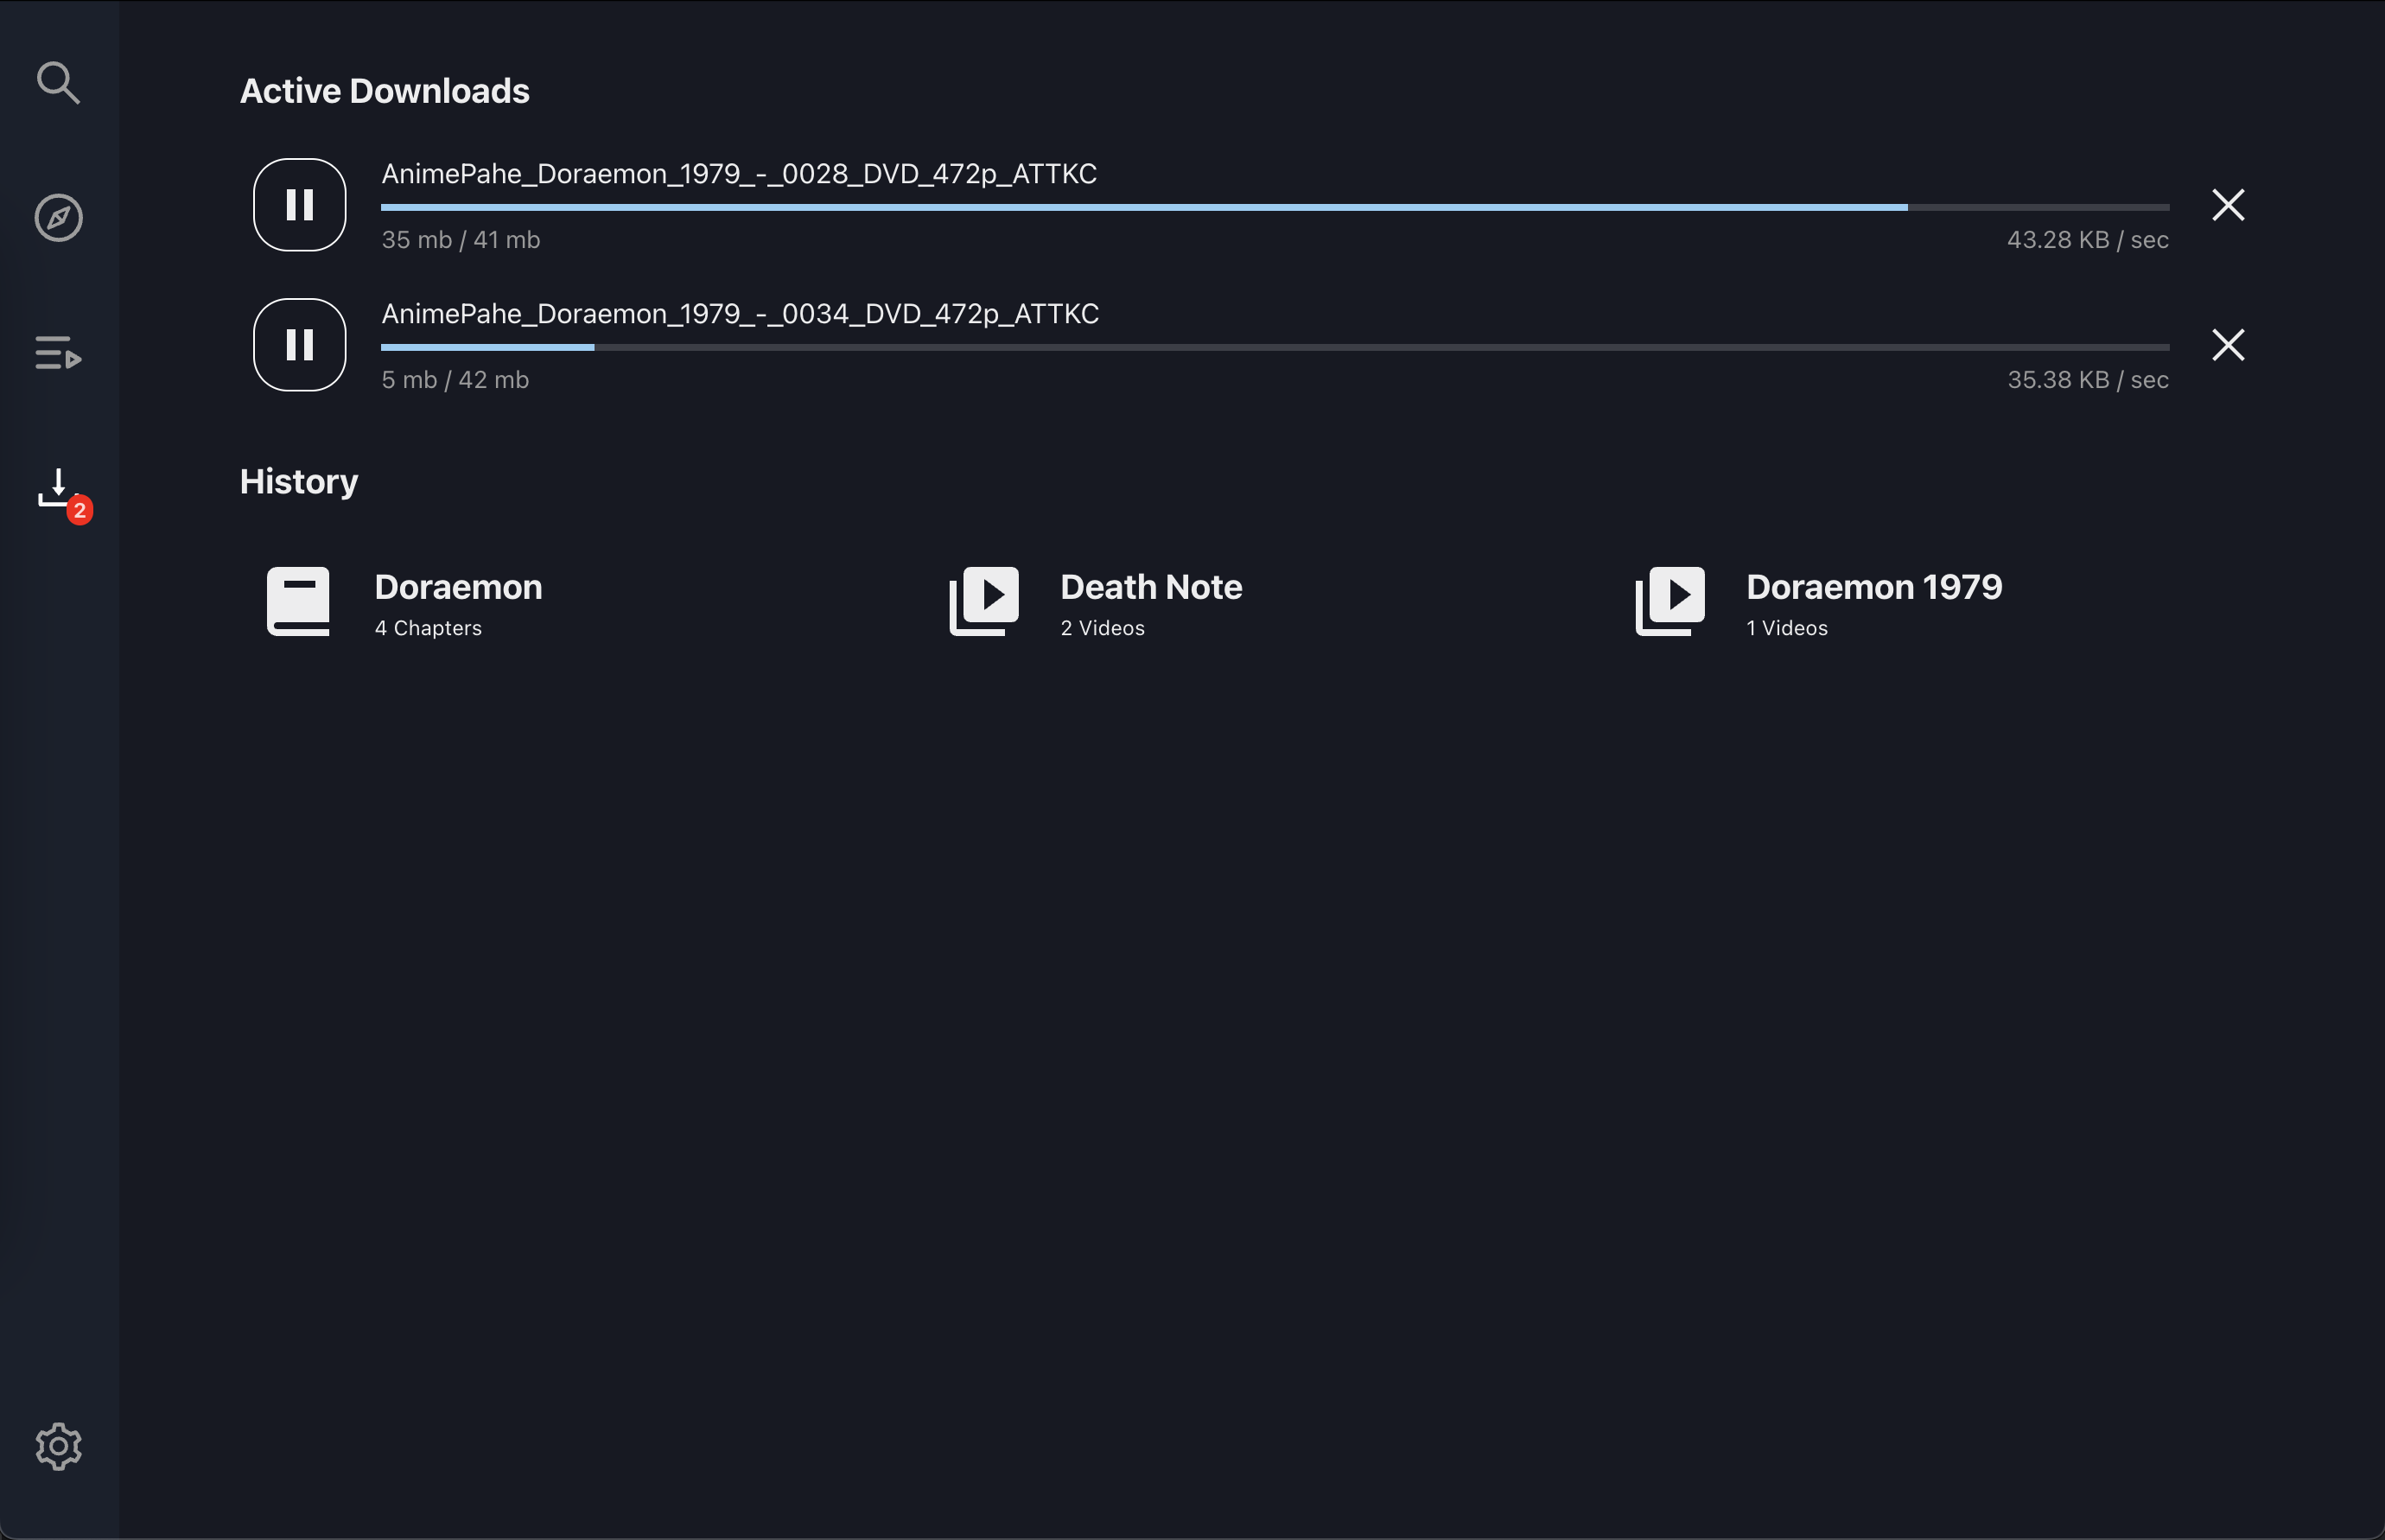 Active Downloads
AnimePahe_Doraemon_1979_-_0028_DVD_472p_ATTKC
35 mb / 41 mb
43.28 KB / sec
AnimePahe_Doraemon_1979_-_0034_DVD_472p_ATTKC
5 mb / 42 mb
35.38 KB / sec
2
History
Doraemon
4 Chapters
Death Note
2 Videos
Doraemon 1979
1 Videos